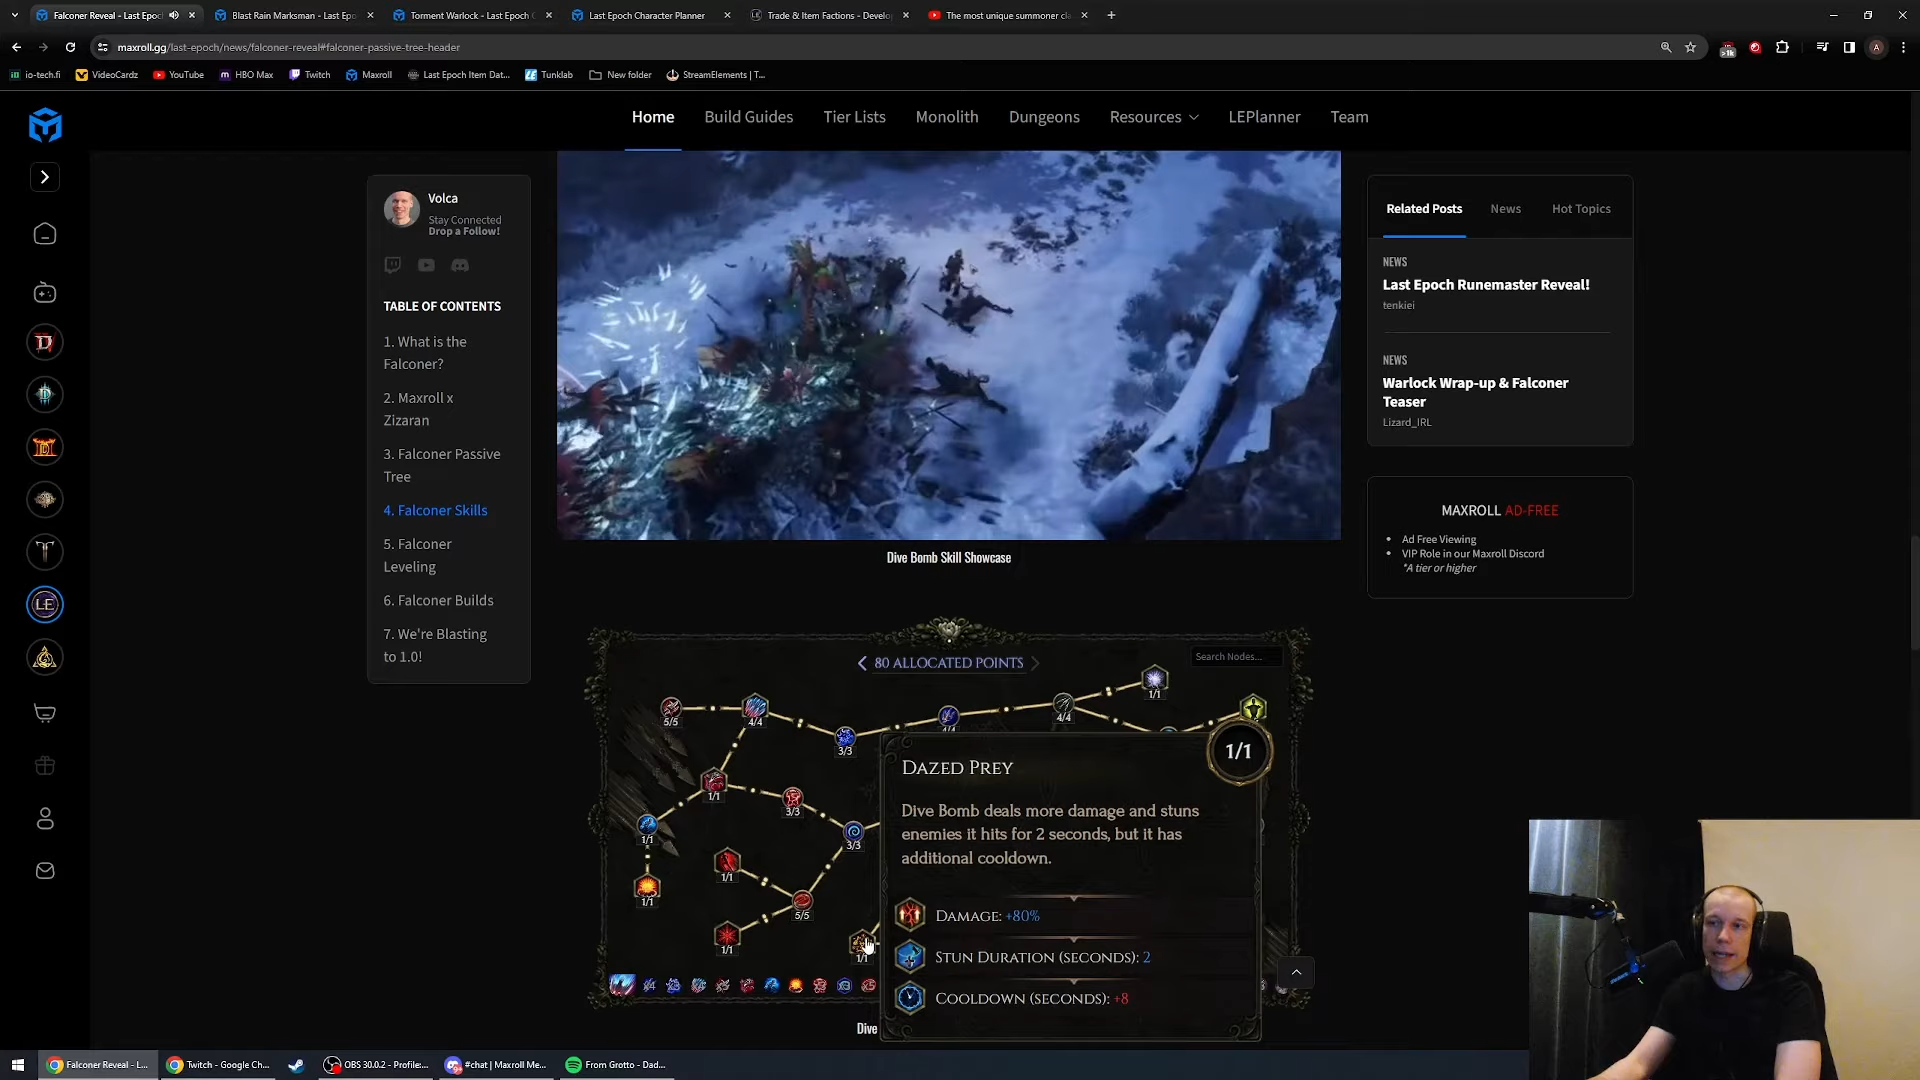 Falconer Reveal - Last Epoc
Blast Rain Marksman - Last Epo
Torment Warlock - Last Epoch C
Last Epoch Character Planner
Trade & Item Factions - Develo
The most unique summoner cl
maxroll.gg/last-epoch/news/falconer-reveal#falconer-passive-tree-header
io-tech.fi
VideoCardz
YouTube
HBO Max
Twitch
Maxroll
Last Epoch Item Dat...
Tunklab
New folder
StreamElements | T...
Home
Build Guides
Tier Lists
Monolith
Dungeons
Resources
LEPlanner
Team
Volca
Stay Connected
Drop a Follow!
TABLE OF CONTENTS
1. What is the
Falconer?
2. Maxroll x
Zizaran
3. Falconer Passive
Tree
4. Falconer Skills
5. Falconer
Leveling
6. Falconer Builds
7. We're Blasting
to 1.0!
LE
Dive Bomb Skill Showcase
Related Posts
News
Hot Topics
NEWS
Last Epoch Runemaster Reveal!
tenkiei
NEWS
Warlock Wrap-up & Falconer
Teaser
Lizard_IRL
MAXROLL AD-FREE
• Ad Free Viewing
• VIP Role in our Maxroll Discord
*A tier or higher
80 ALLOCATED POINTS
Search Nodes...
1/1
5/5
4/4
4/4
3/3
1/1
3/3
1/1
3/3
1/1
1/1
5/5
1/1
1/1
DAZED PREY
1/1
Dive Bomb deals more damage and stuns
enemies it hits for 2 seconds, but it has
additional cooldown.
DAMAGE: +80%
STUN DURATION (SECONDS): 2
COOLDOWN (SECONDS): +8
Dive
Falconer Reveal - L...
Twitch - Google Ch...
OBS 30.0.2 - Profile:...
#chat | Maxroll Me...
From Grotto - Dad...